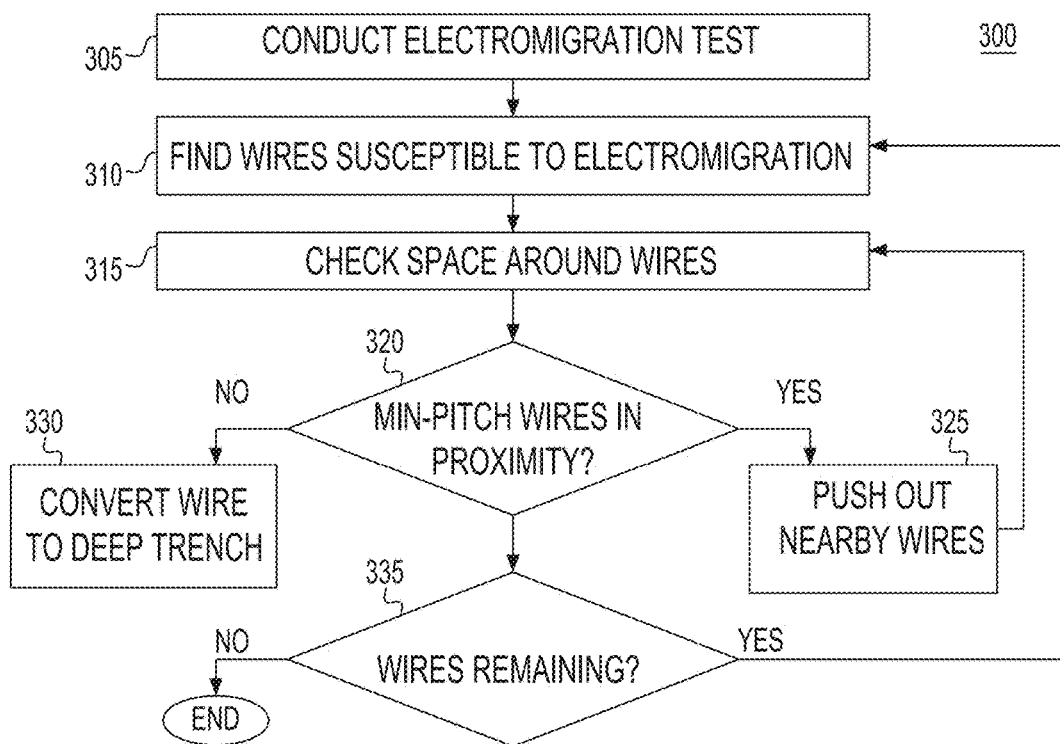 300
305
CONDUCT ELECTROMIGRATION TEST
310
FIND WIRES SUSCEPTIBLE TO ELECTROMIGRATION
315
CHECK SPACE AROUND WIRES
320
NO
YES
MIN-PITCH WIRES IN
PROXIMITY?
330
CONVERT WIRE
TO DEEP TRENCH
325
PUSH OUT
NEARBY WIRES
335
NO
YES
WIRES REMAINING?
END